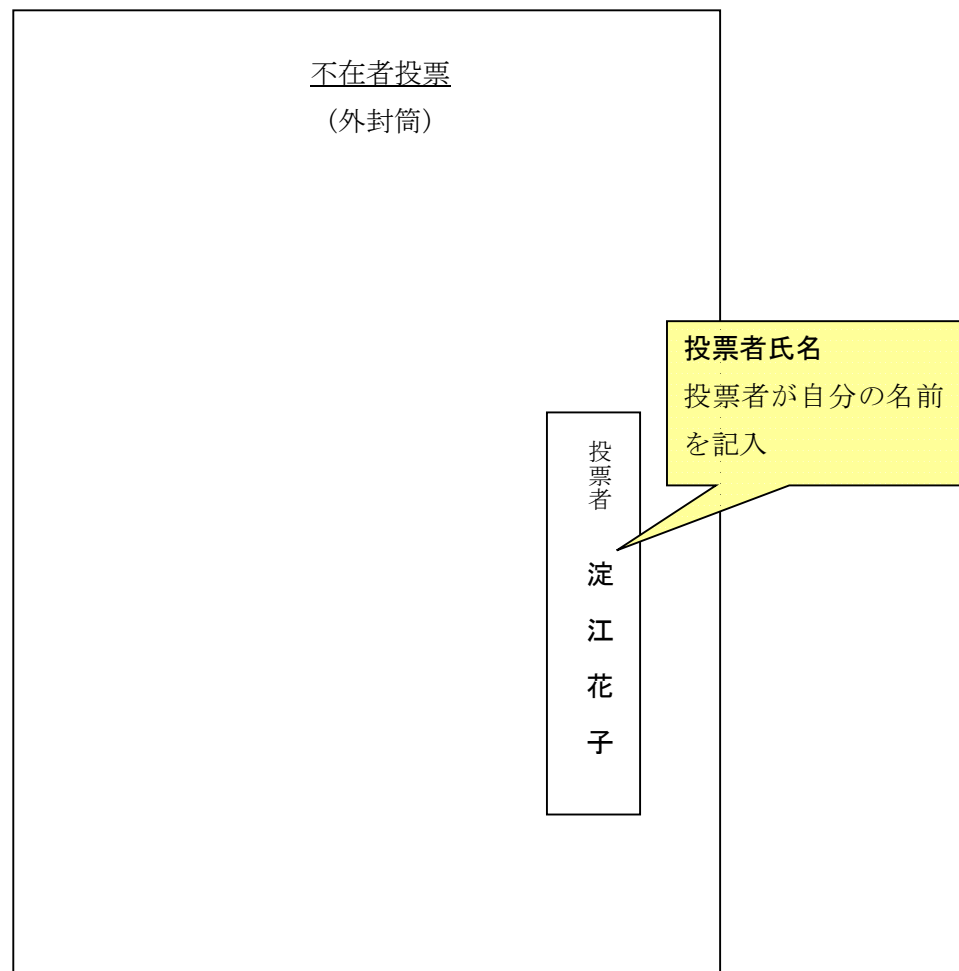 不在者投票
（外封筒）
投票者氏名
投票者が自分の名前
を記入
投票者 淀江花子